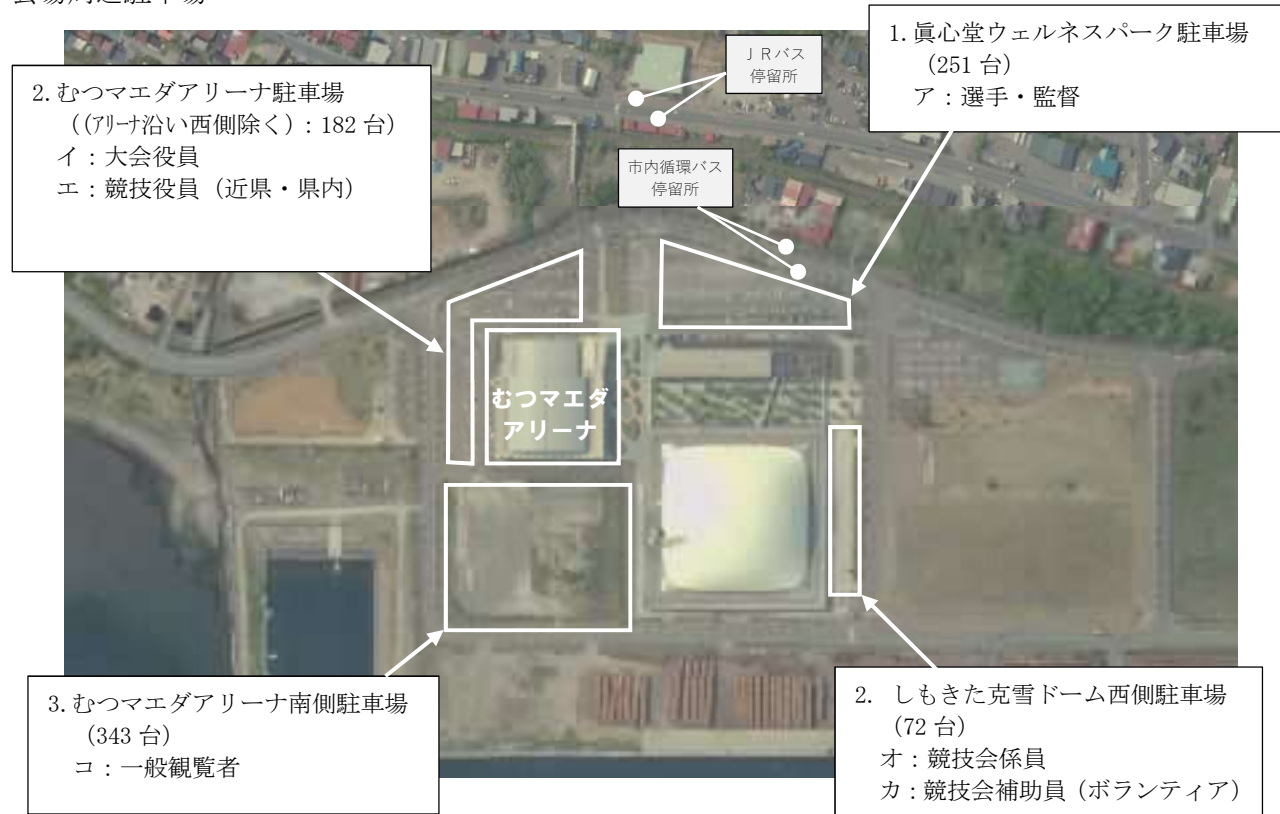 2.むつマエダアリーナ駐車場
((アリーナ沿い西側除く):182台)
イ:大会役員
エ:競技役員(近県・県内)
JRバス
停留所
1.眞心堂ウェルネスパーク駐車場
(251台)
ア:選手・監督
市内循環バス
停留所
むつマエダ
アリーナ
3.むつマエダアリーナ南側駐車場
(343台)
コ:一般観覧者
2. しもきた克雪ドーム西側駐車場
(72台)
オ:競技会係員
カ:競技会補助員(ボランティア)